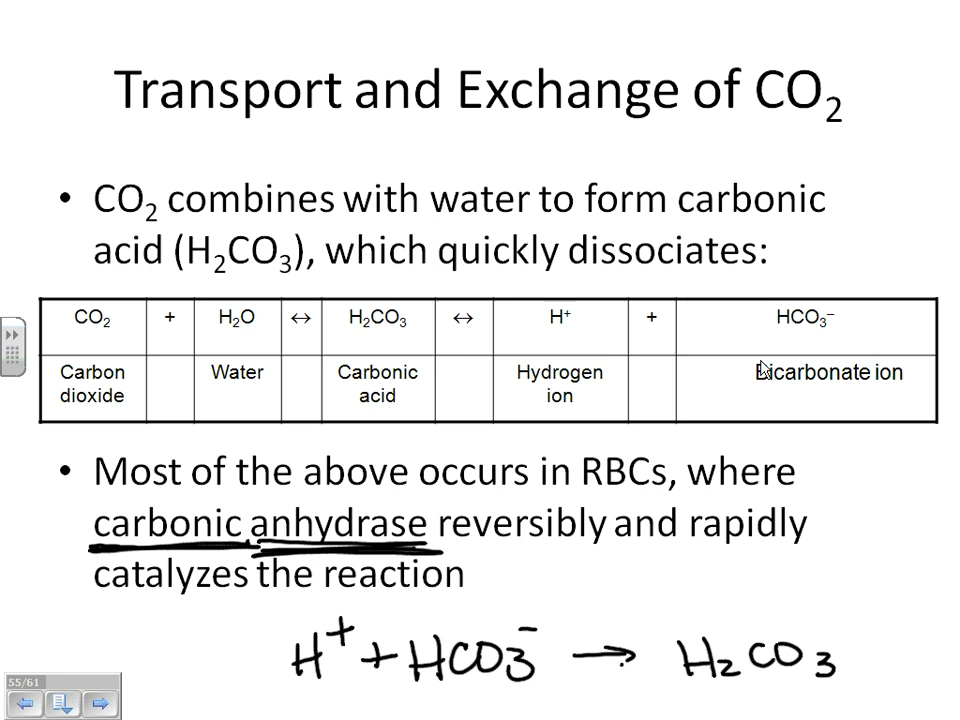 Transport and Exchange of CO₂
• CO₂ combines with water to form carbonic
acid (H₂CO₃), which quickly dissociates:
CO₂ + H₂O ↔ H₂CO₃ ↔ H⁺ + HCO₃⁻
Carbon dioxide Water Carbonic acid Hydrogen ion Bicarbonate ion
• Most of the above occurs in RBCs, where
carbonic anhydrase reversibly and rapidly
catalyzes the reaction
H⁺ + HCO₃⁻ → H₂CO₃
55/61